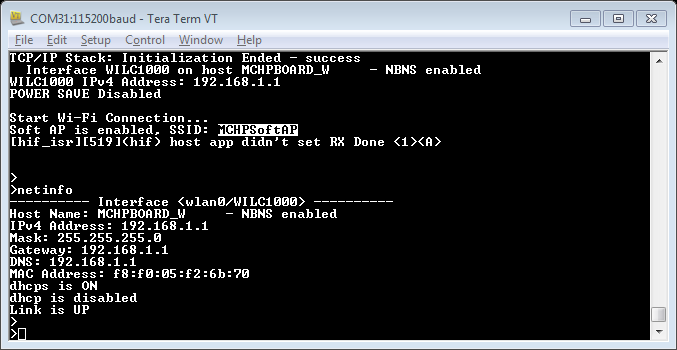 COM31:115200baud - Tera Term VT
File Edit Setup Control Window Help
TCP/IP Stack: Initialization Ended - success
Interface WILC1000 on host MCHPBOARD_W - NBNS enabled
WILC1000 IPv4 Address: 192.168.1.1
POWER SAVE Disabled
Start Wi-Fi Connection...
Soft AP is enabled, SSID: MCHPSoftAP
[hif_isr][519]<hif> host app didn't set RX Done <1><A>
>
>netinfo
---------- Interface <wlan0/WILC1000> ----------
Host Name: MCHPBOARD_W - NBNS enabled
IPv4 Address: 192.168.1.1
Mask: 255.255.255.0
Gateway: 192.168.1.1
DNS: 192.168.1.1
MAC Address: f8:f0:05:f2:6b:70
dhcps is ON
dhcp is disabled
Link is UP
>
>